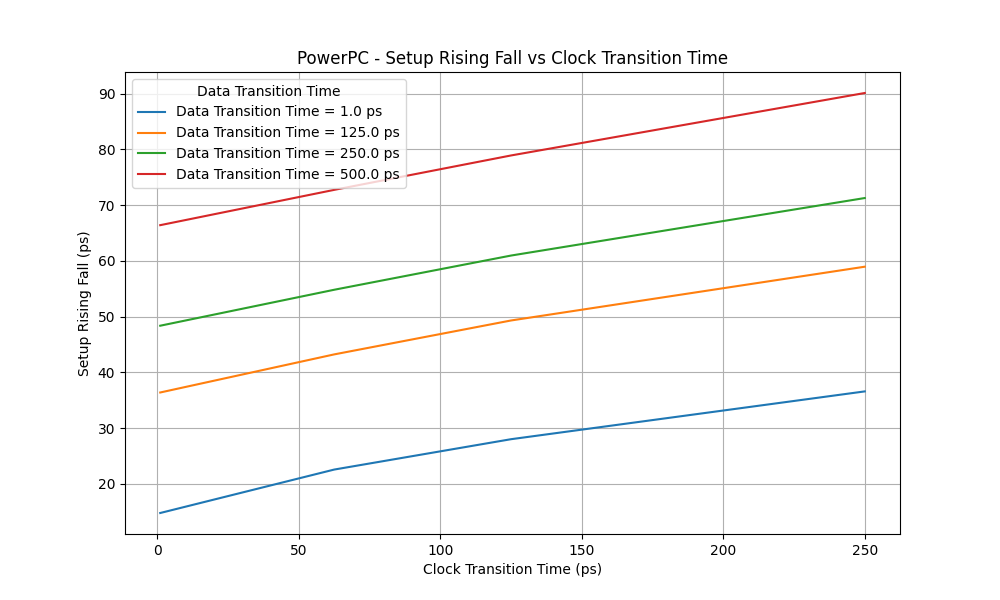 PowerPC - Setup Rising Fall vs Clock Transition Time
Data Transition Time
Data Transition Time = 1.0 ps
Data Transition Time = 125.0 ps
Data Transition Time = 250.0 ps
Data Transition Time = 500.0 ps
Setup Rising Fall (ps)
90
80
70
60
50
40
30
20
0 50 100 150 200 250
Clock Transition Time (ps)